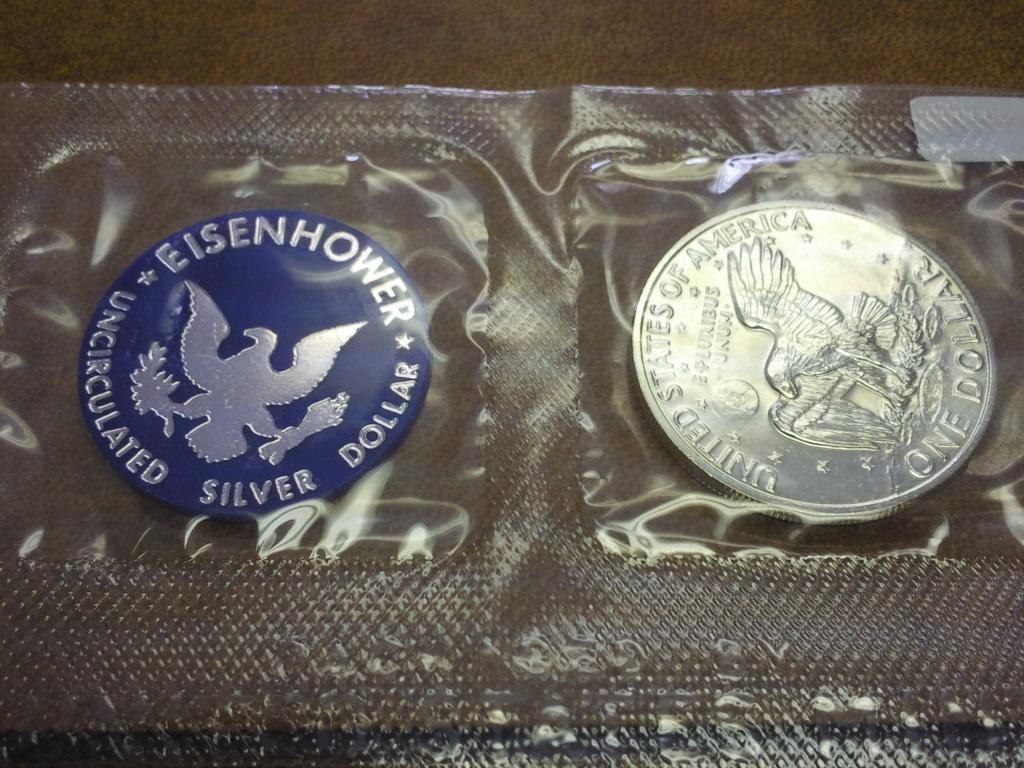 ★ EISENHOWER ★
UNCIRCULATED SILVER DOLLAR
UNITED STATES OF AMERICA
E PLURIBUS
UNUM
ONE DOLLAR